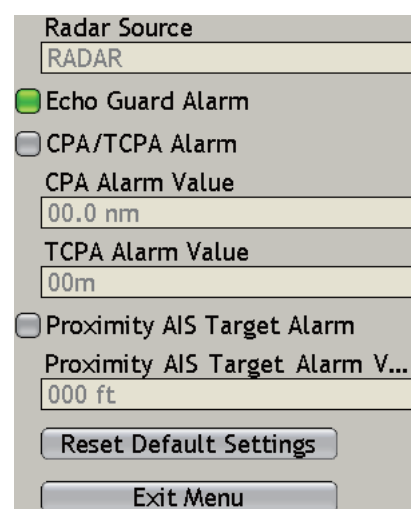 Radar Source
RADAR
Echo Guard Alarm
CPA/TCPA Alarm
CPA Alarm Value
00.0 nm
TCPA Alarm Value
00m
Proximity AIS Target Alarm
Proximity AIS Target Alarm V...
000 ft
Reset Default Settings
Exit Menu